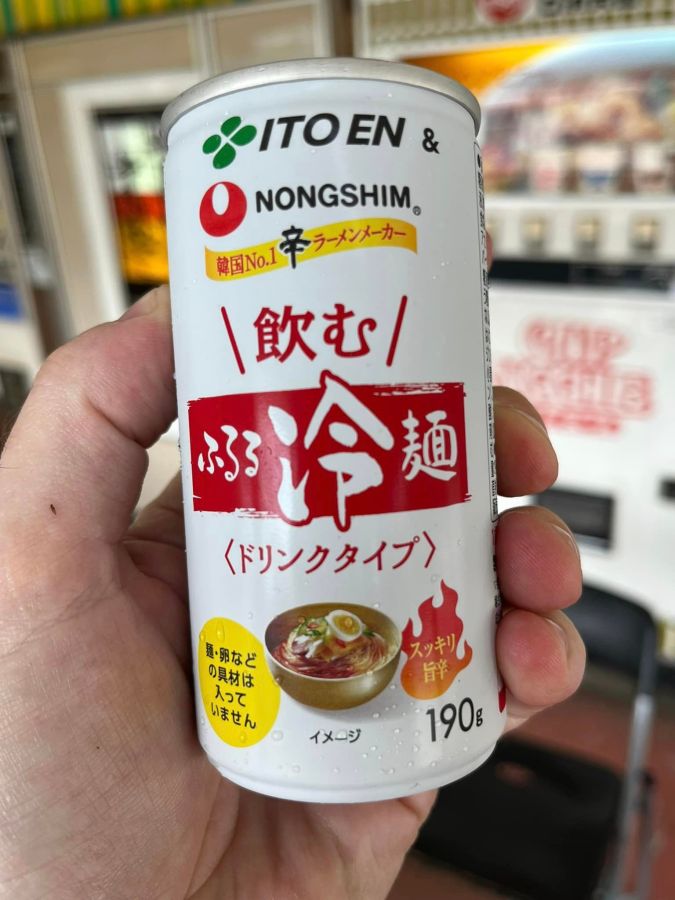 ITO EN &
NONGSHIM®
韓国No.1 辛 ラーメンメーカー
\ 飲む /
ふるる 冷 麺
〈ドリンクタイプ〉
麺・卵など
の具材は
入って
いません
スッキリ
旨辛
イメージ
190g
CUP
NOODLE